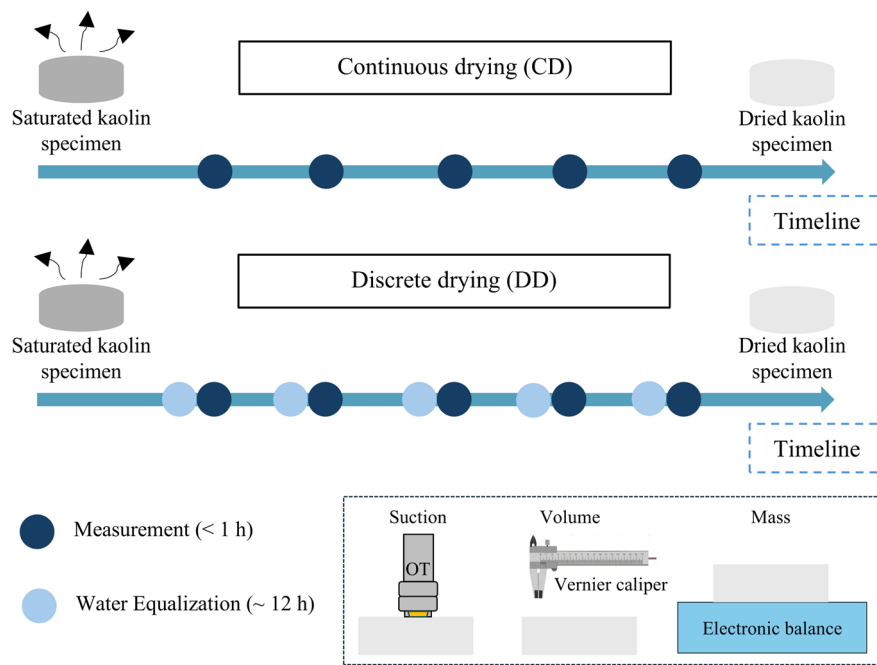 Continuous drying (CD)
Saturated kaolin
specimen
Dried kaolin
specimen
Timeline
Discrete drying (DD)
Saturated kaolin
specimen
Dried kaolin
specimen
Timeline
Measurement (< 1 h)
Water Equalization (~ 12 h)
Suction
Volume
Mass
OT
Vernier caliper
Electronic balance